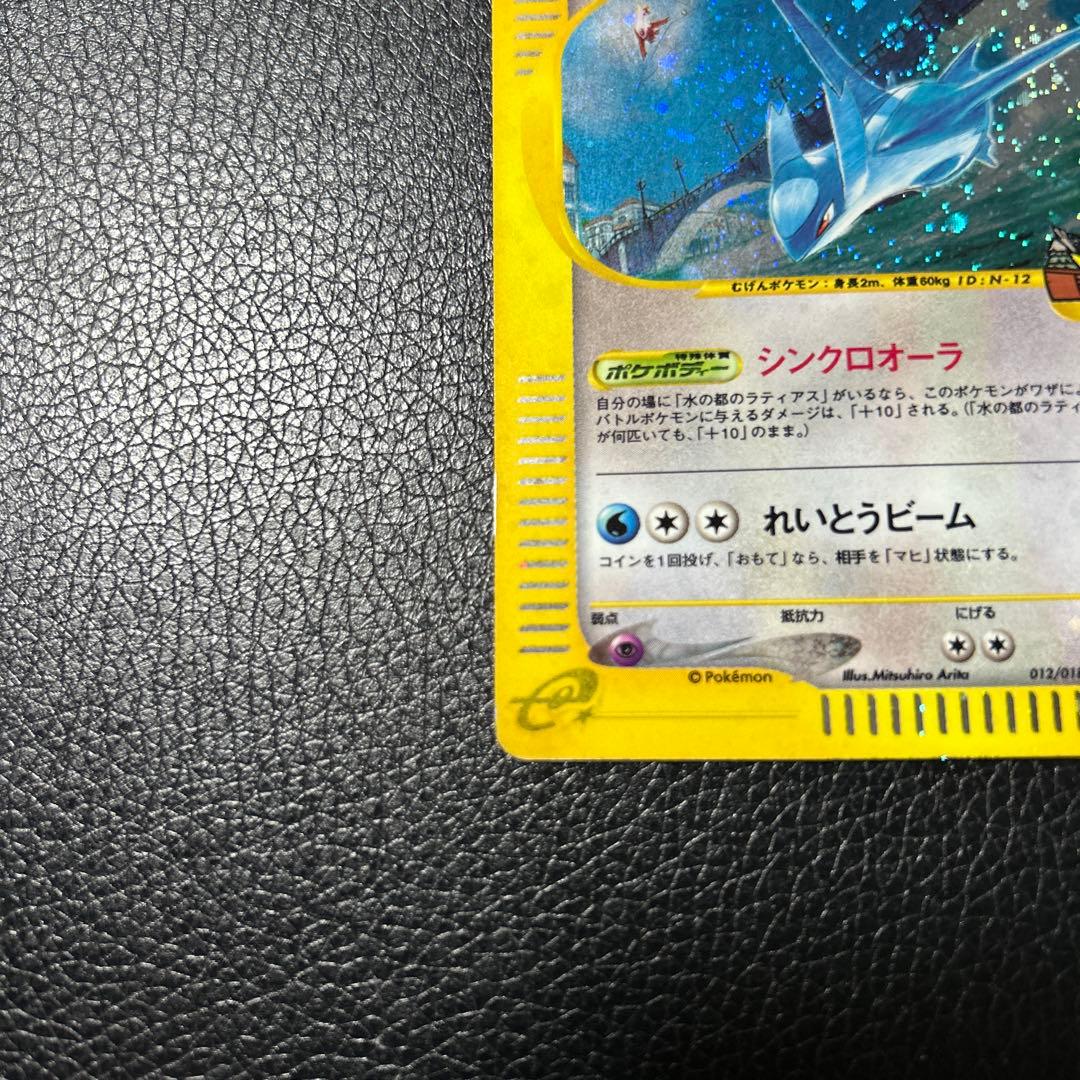 むげんポケモン：身長2m、体重60kg ID：N-12
特殊体質
ポケボディー
シンクロオーラ
自分の場に「水の都のラティアス」がいるなら、このポケモンがワザに
バトルポケモンに与えるダメージは、「＋10」される。（「水の都のラティ
が何匹いても、「＋10」のまま。）
れいとうビーム
コインを1回投げ、「おもて」なら、相手を「マヒ」状態にする。
弱点 抵抗力 にげる
© Pokémon Illus.Mitsuhiro Arita 012/018
e